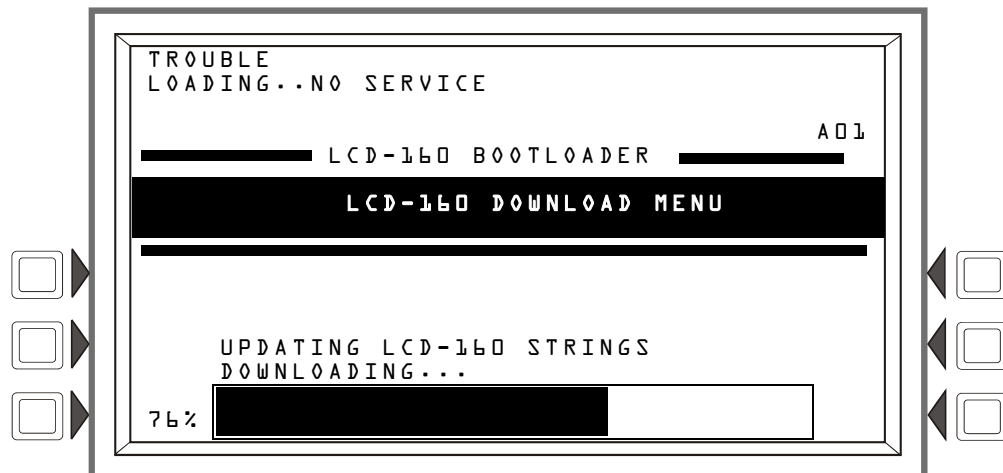 TROUBLE
LOADING..NO SERVICE
A01
LCD-160 BOOTLOADER
LCD-160 DOWNLOAD MENU
UPDATING LCD-160 STRINGS
DOWNLOADING...
76%